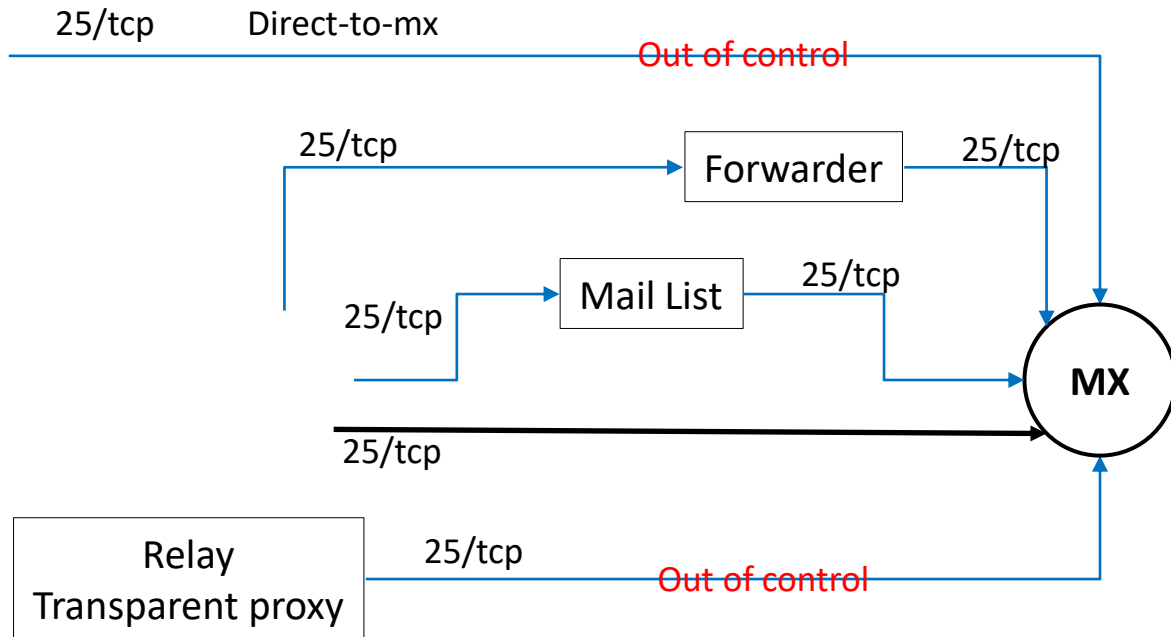 25/tcp Direct-to-mx
Out of control
25/tcp
Forwarder
25/tcp
25/tcp
Mail List
25/tcp
MX
25/tcp
Relay
Transparent proxy
25/tcp
Out of control